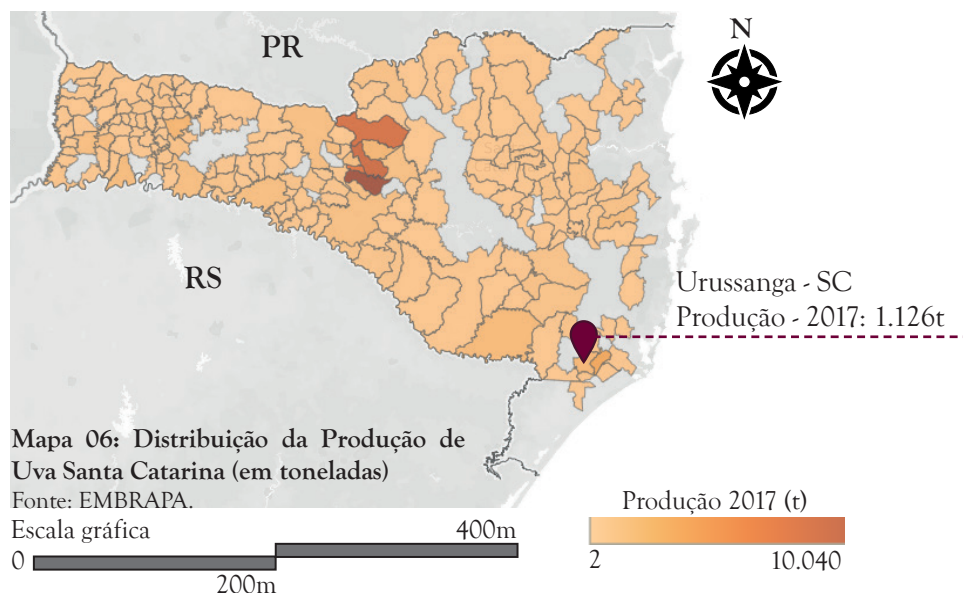 PR
N
RS
Urussanga - SC
Produção - 2017: 1.126t
Mapa 06: Distribuição da Produção de
Uva Santa Catarina (em toneladas)
Fonte: EMBRAPA.
Escala gráfica
0
200m
400m
Produção 2017 (t)
2
10.040